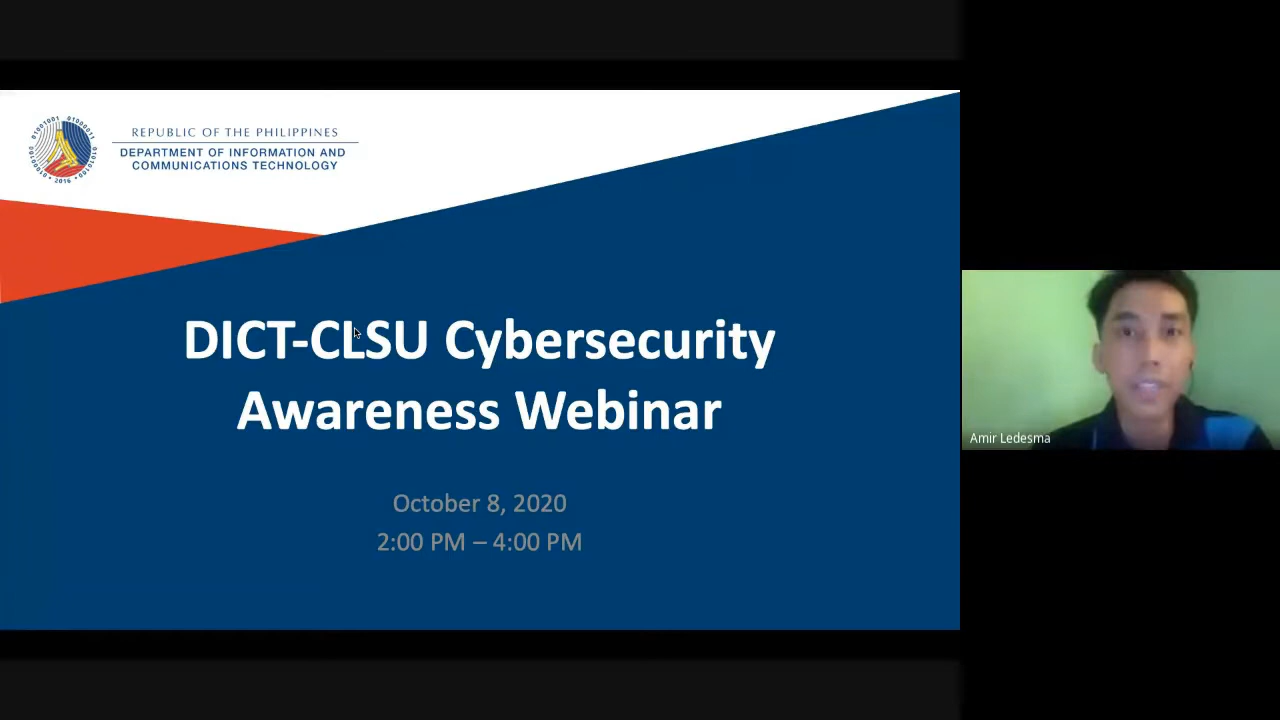 REPUBLIC OF THE PHILIPPINES
DEPARTMENT OF INFORMATION AND
COMMUNICATIONS TECHNOLOGY
2016
DICT-CLSU Cybersecurity
Awareness Webinar
October 8, 2020
2:00 PM – 4:00 PM
Amir Ledesma